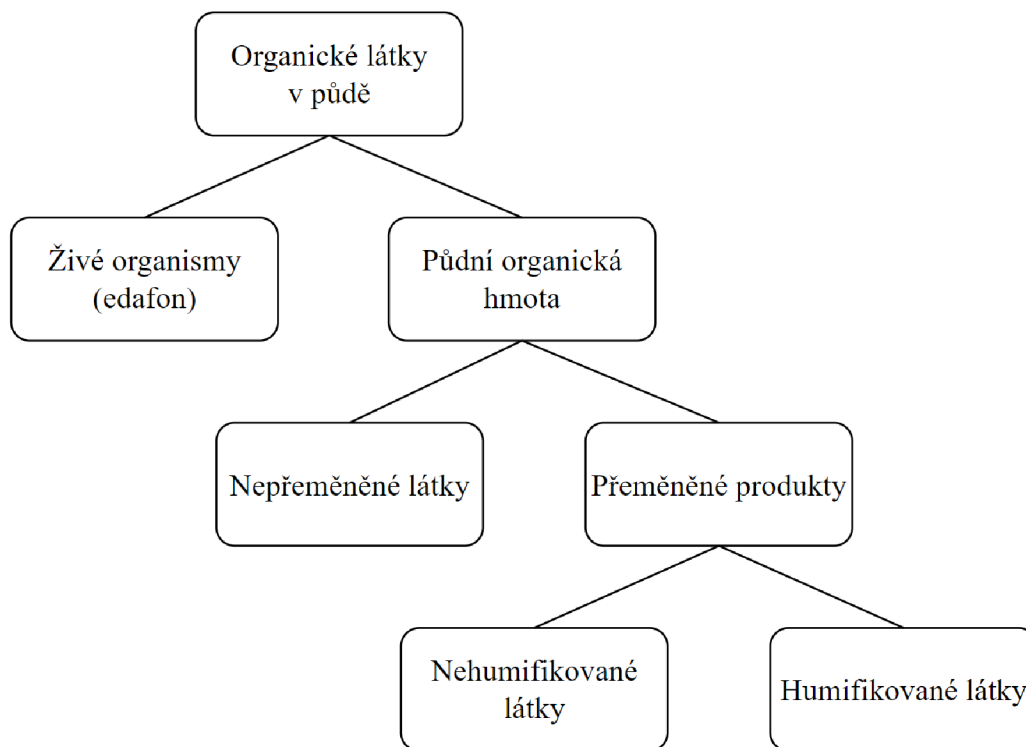 Organické látky
v půdě
Živé organismy
(edafon)
Půdní organická
hmota
Nepřeměněné látky
Přeměněné produkty
Nehumifikované
látky
Humifikované látky